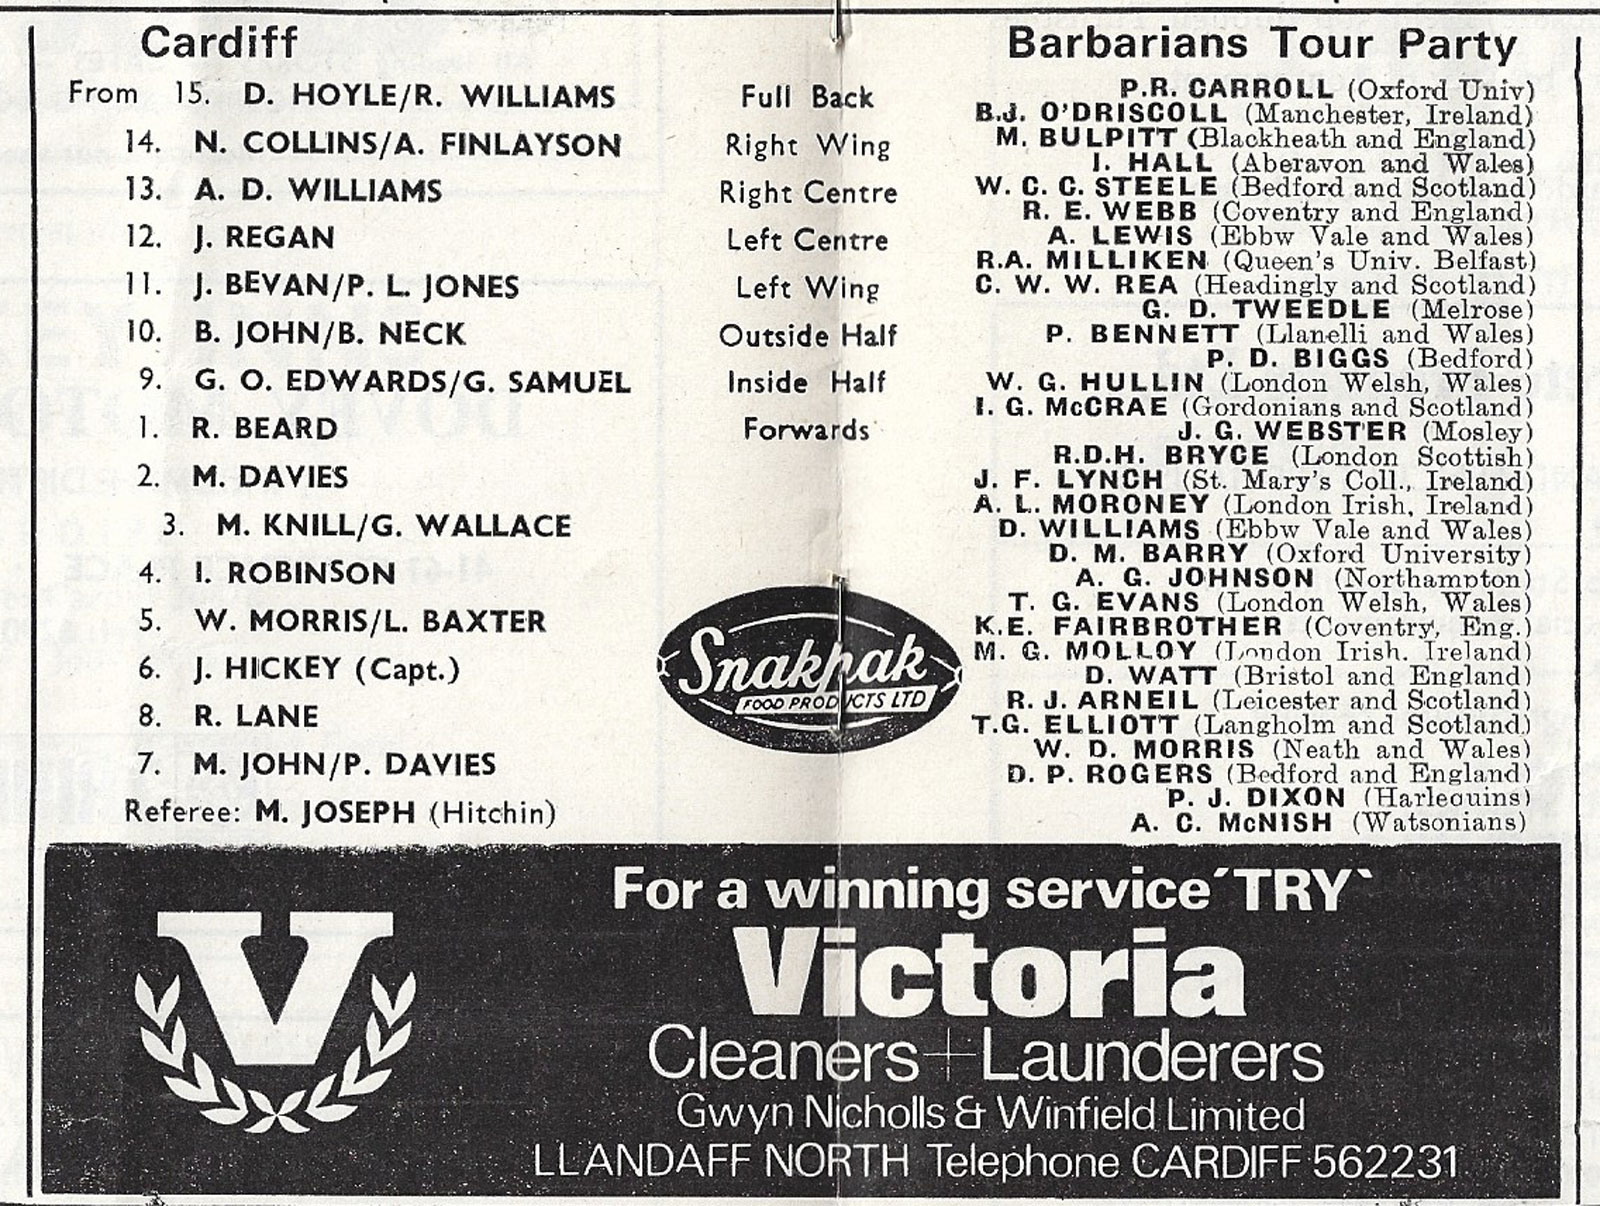 Cardiff
From 15. D. HOYLE/R. WILLIAMS Full Back
14. N. COLLINS/A. FINLAYSON Right Wing
13. A. D. WILLIAMS Right Centre
12. J. REGAN Left Centre
11. J. BEVAN/P. L. JONES Left Wing
10. B. JOHN/B. NECK Outside Half
9. G. O. EDWARDS/G. SAMUEL Inside Half
1. R. BEARD Forwards
2. M. DAVIES
3. M. KNILL/G. WALLACE
4. I. ROBINSON
5. W. MORRIS/L. BAXTER
6. J. HICKEY (Capt.)
8. R. LANE
7. M. JOHN/P. DAVIES
Referee: M. JOSEPH (Hitchin)
Snakpak
FOOD PRODUCTS LTD
Barbarians Tour Party
P.R. CARROLL (Oxford Univ)
B.J. O'DRISCOLL (Manchester, Ireland)
M. BULPITT (Blackheath and England)
I. HALL (Aberavon and Wales)
W. C. C. STEELE (Bedford and Scotland)
R. E. WEBB (Coventry and England)
A. LEWIS (Ebbw Vale and Wales)
R.A. MILLIKEN (Queen's Univ. Belfast)
C. W. W. REA (Headingly and Scotland)
G. D. TWEEDLE (Melrose)
P. BENNETT (Llanelli and Wales)
P. D. BIGGS (Bedford)
W. G. HULLIN (London Welsh, Wales)
I. G. McCRAE (Gordonians and Scotland)
J. G. WEBSTER (Mosley)
R.D.H. BRYCE (London Scottish)
J. F. LYNCH (St. Mary's Coll., Ireland)
A. L. MORONEY (London Irish, Ireland)
D. WILLIAMS (Ebbw Vale and Wales)
D. M. BARRY (Oxford University)
A. G. JOHNSON (Northampton)
T. G. EVANS (London Welsh, Wales)
K.E. FAIRBROTHER (Coventry, Eng.)
M. G. MOLLOY (London Irish, Ireland)
D. WATT (Bristol and England)
R. J. ARNEIL (Leicester and Scotland)
T.G. ELLIOTT (Langholm and Scotland)
W. D. MORRIS (Neath and Wales)
D. P. ROGERS (Bedford and England)
P. J. DIXON (Harlequins)
A. C. McNISH (Watsonians)
V
For a winning service ´TRY`
Victoria
Cleaners+Launderers
Gwyn Nicholls & Winfield Limited
LLANDAFF NORTH Telephone CARDIFF 562231